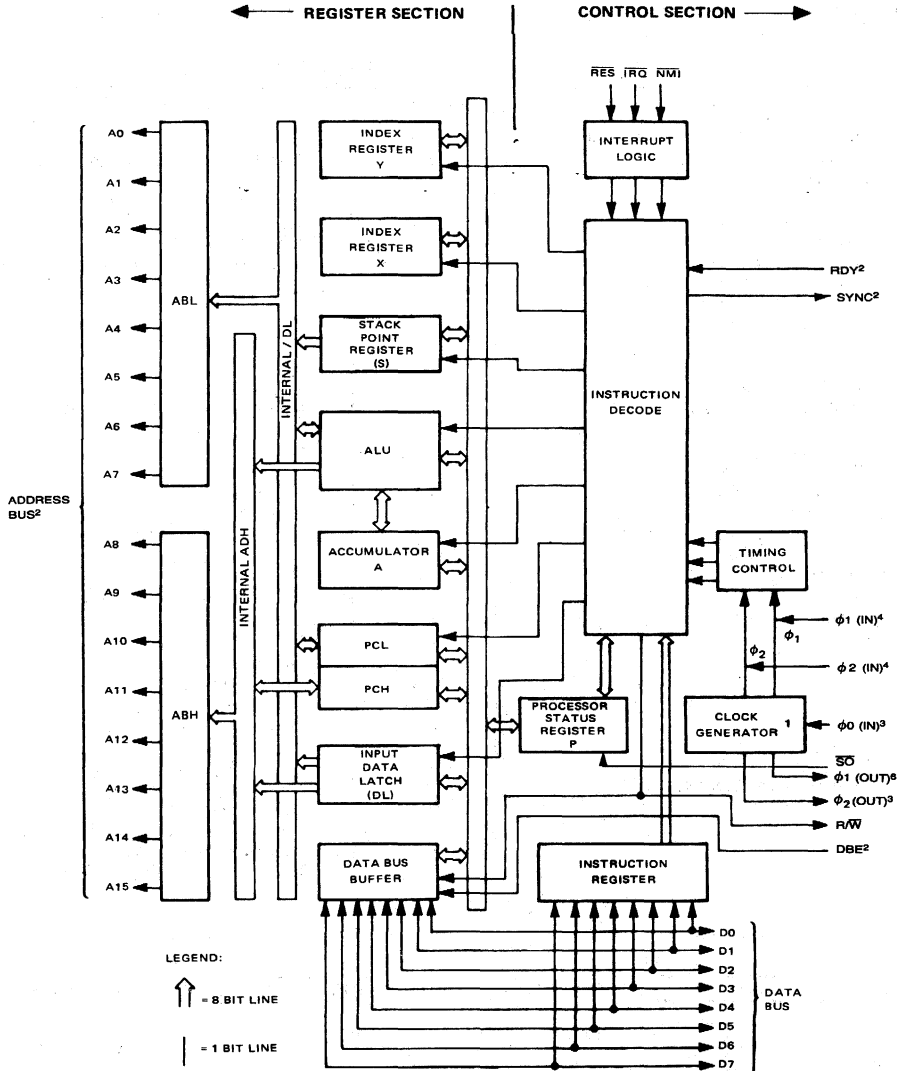 REGISTER SECTION
CONTROL SECTION
RES IRQ NMI
A0
A1
A2
A3
A4
A5
A6
A7
ADDRESS
BUS²
A8
A9
A10
A11
A12
A13
A14
A15
ABL
ABH
INTERNAL ADH
INTERNAL / DL
INDEX
REGISTER
Y
INDEX
REGISTER
X
STACK
POINT
REGISTER
(S)
ALU
ACCUMULATOR
A
PCL
PCH
INPUT
DATA
LATCH
(DL)
DATA BUS
BUFFER
INTERRUPT
LOGIC
INSTRUCTION
DECODE
RDY²
SYNC²
TIMING
CONTROL
ϕ1 (IN)⁴
ϕ2
ϕ1
ϕ2 (IN)⁴
PROCESSOR
STATUS
REGISTER
P
CLOCK
GENERATOR 1
ϕ0 (IN)³
SO
ϕ1 (OUT)⁶
ϕ2 (OUT)³
R/W
DBE²
INSTRUCTION
REGISTER
D0
D1
D2
D3
D4
D5
D6
D7
DATA
BUS
LEGEND:
= 8 BIT LINE
= 1 BIT LINE